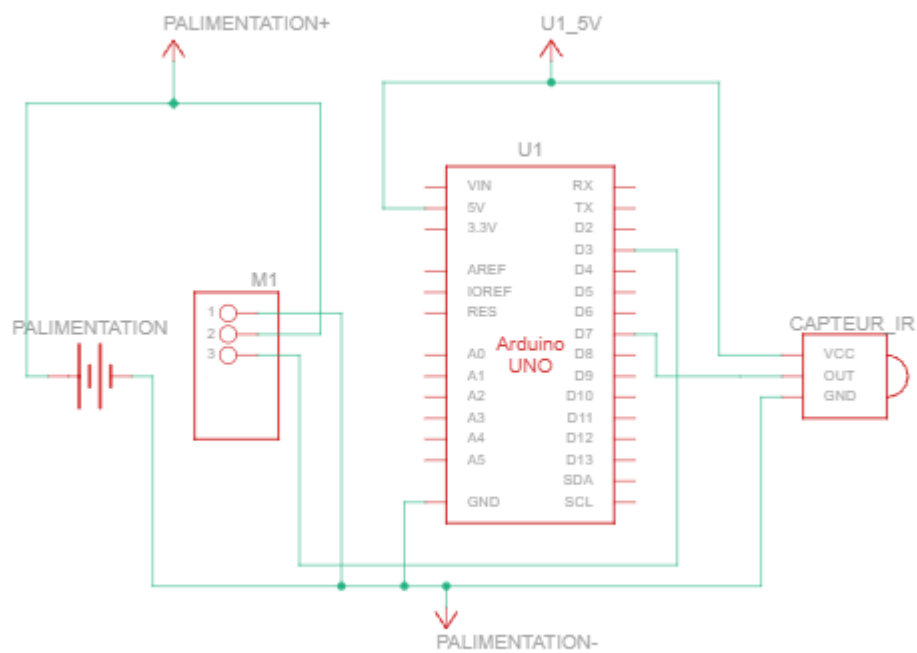 PALIMENTATION+
U1_5V
U1
VIN
RX
5V
TX
3.3V
D2
D3
AREF
D4
IOREF
D5
RES
D6
D7
A0
D8
A1
D9
A2
D10
A3
D11
A4
D12
A5
D13
SDA
GND
SCL
Arduino
UNO
M1
1
2
3
PALIMENTATION
CAPTEUR_IR
VCC
OUT
GND
PALIMENTATION-